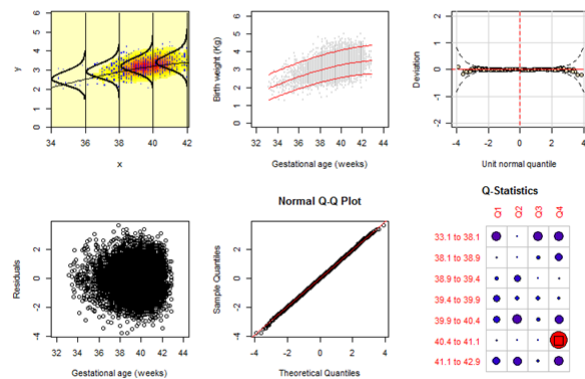 6
5
4
3
2
1
0
y
34 36 38 40 42
x
6
5
4
3
2
1
0
Birth weight (Kg)
32 34 36 38 40 42 44
Gestational age (weeks)
2
1
0
-1
-2
Deviation
-4 -2 0 2 4
Unit normal quantile
4
2
0
-2
-4
Residuals
32 34 36 38 40 42 44
Gestational age (weeks)
Normal Q-Q Plot
4
2
0
-2
-4
Sample Quantiles
-4 -2 0 2 4
Theoretical Quantiles
Q-Statistics
Q1 Q2 Q3 Q4
33.1 to 38.1
38.1 to 38.9
38.9 to 39.4
39.4 to 39.9
39.9 to 40.4
40.4 to 41.1
41.1 to 42.9